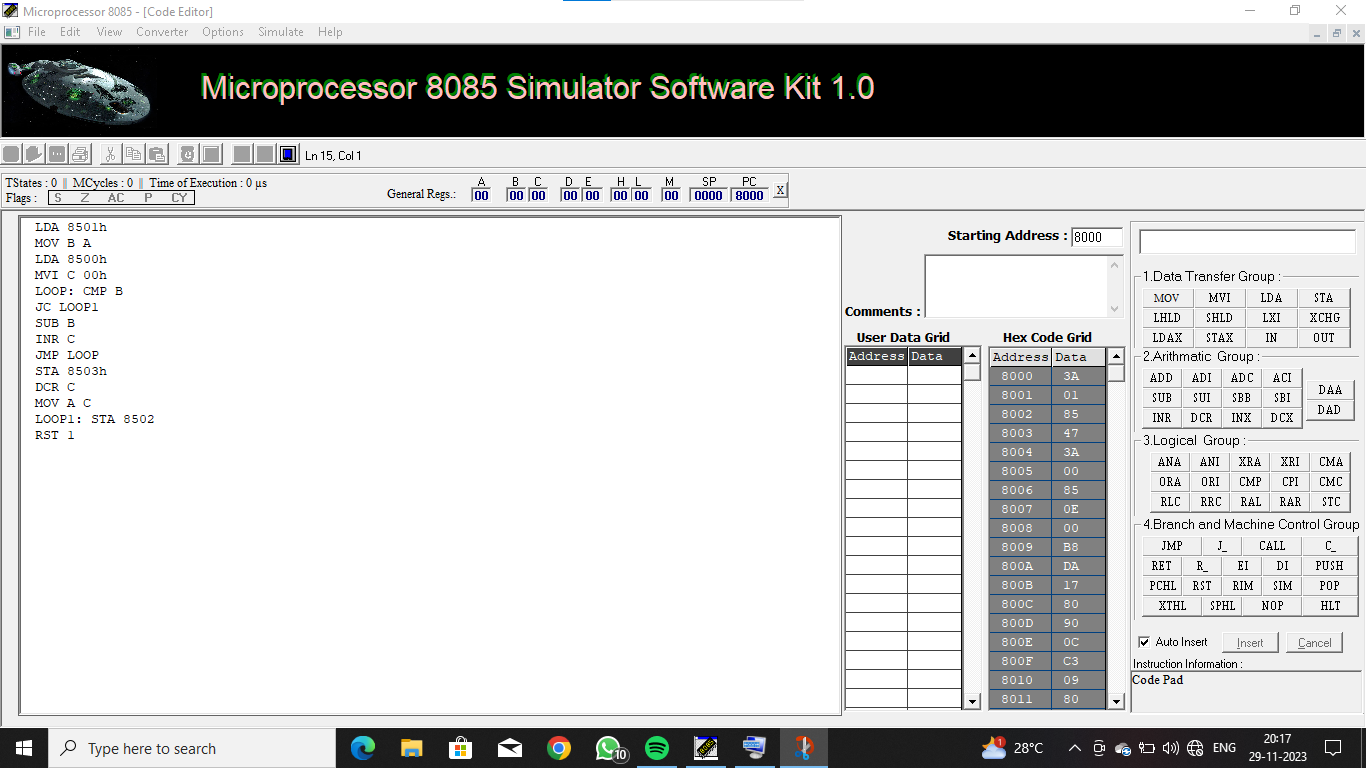 Microprocessor 8085 - [Code Editor]
File Edit View Converter Options Simulate Help
Microprocessor 8085 Simulator Software Kit 1.0
Ln 15, Col 1
TStates : 0 MCycles : 0 Time of Execution : 0 µs
Flags : S Z AC P CY
General Regs.:
A B C D E H L M SP PC
00 00 00 00 00 00 00 00 0000 8000 X
LDA 8501h
MOV B A
LDA 8500h
MVI C 00h
LOOP: CMP B
JC LOOP1
SUB B
INR C
JMP LOOP
STA 8503h
DCR C
MOV A C
LOOP1: STA 8502
RST 1
Starting Address : 8000
Comments :
User Data Grid
Address Data
Hex Code Grid
Address Data
8000 3A
8001 01
8002 85
8003 47
8004 3A
8005 00
8006 85
8007 0E
8008 00
8009 B8
800A DA
800B 17
800C 80
800D 90
800E 0C
800F C3
8010 09
8011 80
1.Data Transfer Group :
MOV MVI LDA STA
LHLD SHLD LXI XCHG
LDAX STAX IN OUT
2.Arithmetic Group :
ADD ADI ADC ACI
SUB SUI SBB SBI
INR DCR INX DCX
DAA
DAD
3.Logical Group :
ANA ANI XRA XRI CMA
ORA ORI CMP CPI CMC
RLC RRC RAL RAR STC
4.Branch and Machine Control Group
JMP J_ CALL C_
RET R_ EI DI PUSH
PCHL RST RIM SIM POP
XTHL SPHL NOP HLT
Auto Insert Insert Cancel
Instruction Information :
Code Pad
Type here to search
10
8085
1
28°C
ENG
20:17
29-11-2023